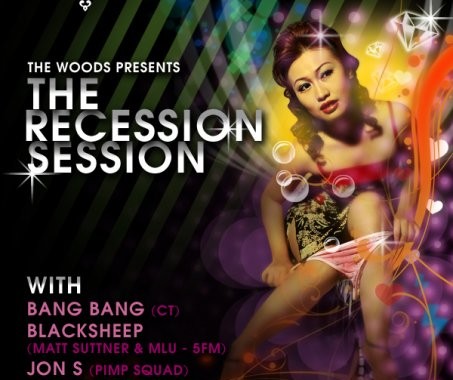 THE WOODS PRESENTS
THE
RECESSION
SESSION
WITH
BANG BANG (CT)
BLACKSHEEP
(MATT SUTTNER & MLU - 5FM)
JON S (PIMP SQUAD)